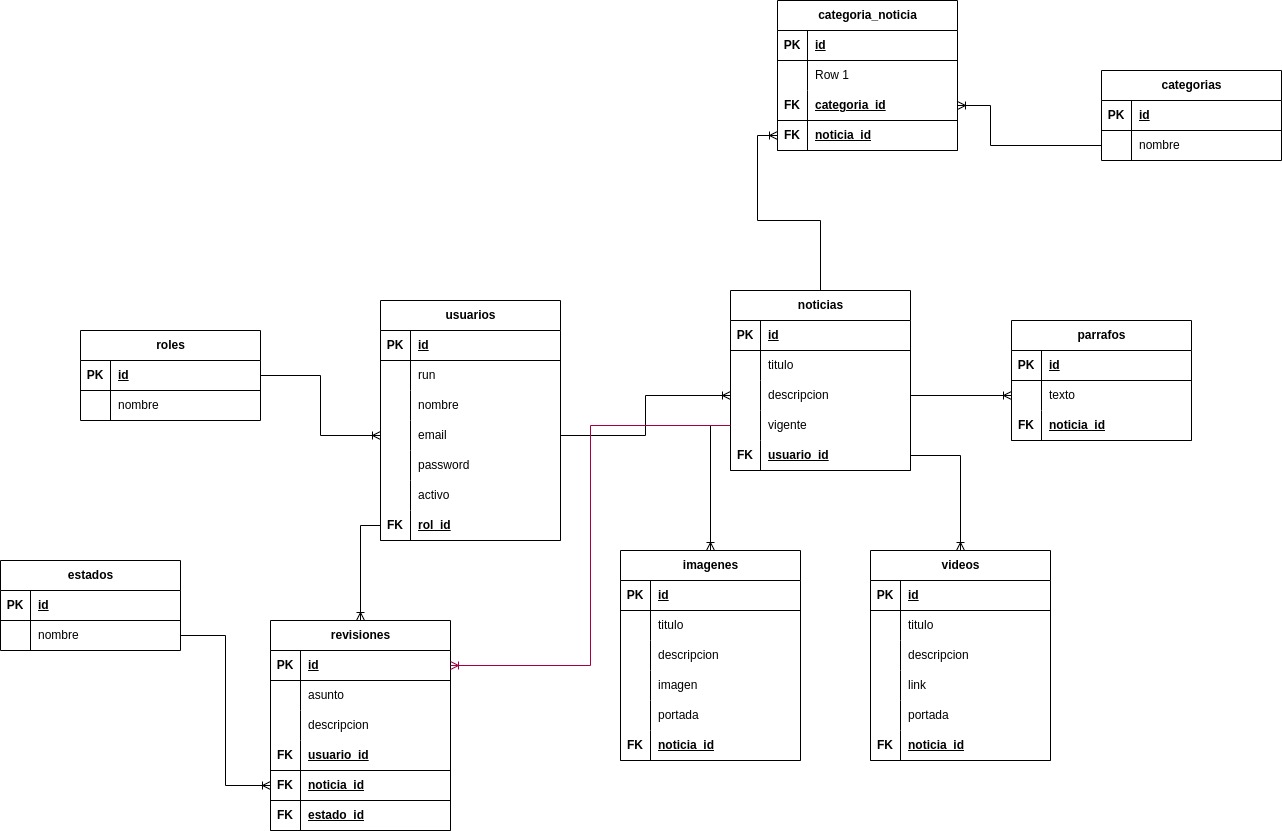 categoria_noticia
PK id
Row 1
FK categoria_id
FK noticia_id
categorias
PK id
nombre
roles
PK id
nombre
usuarios
PK id
run
nombre
email
password
activo
FK rol_id
noticias
PK id
titulo
descripcion
vigente
FK usuario_id
parrafos
PK id
texto
FK noticia_id
estados
PK id
nombre
revisiones
PK id
asunto
descripcion
FK usuario_id
FK noticia_id
FK estado_id
imagenes
PK id
titulo
descripcion
imagen
portada
FK noticia_id
videos
PK id
titulo
descripcion
link
portada
FK noticia_id